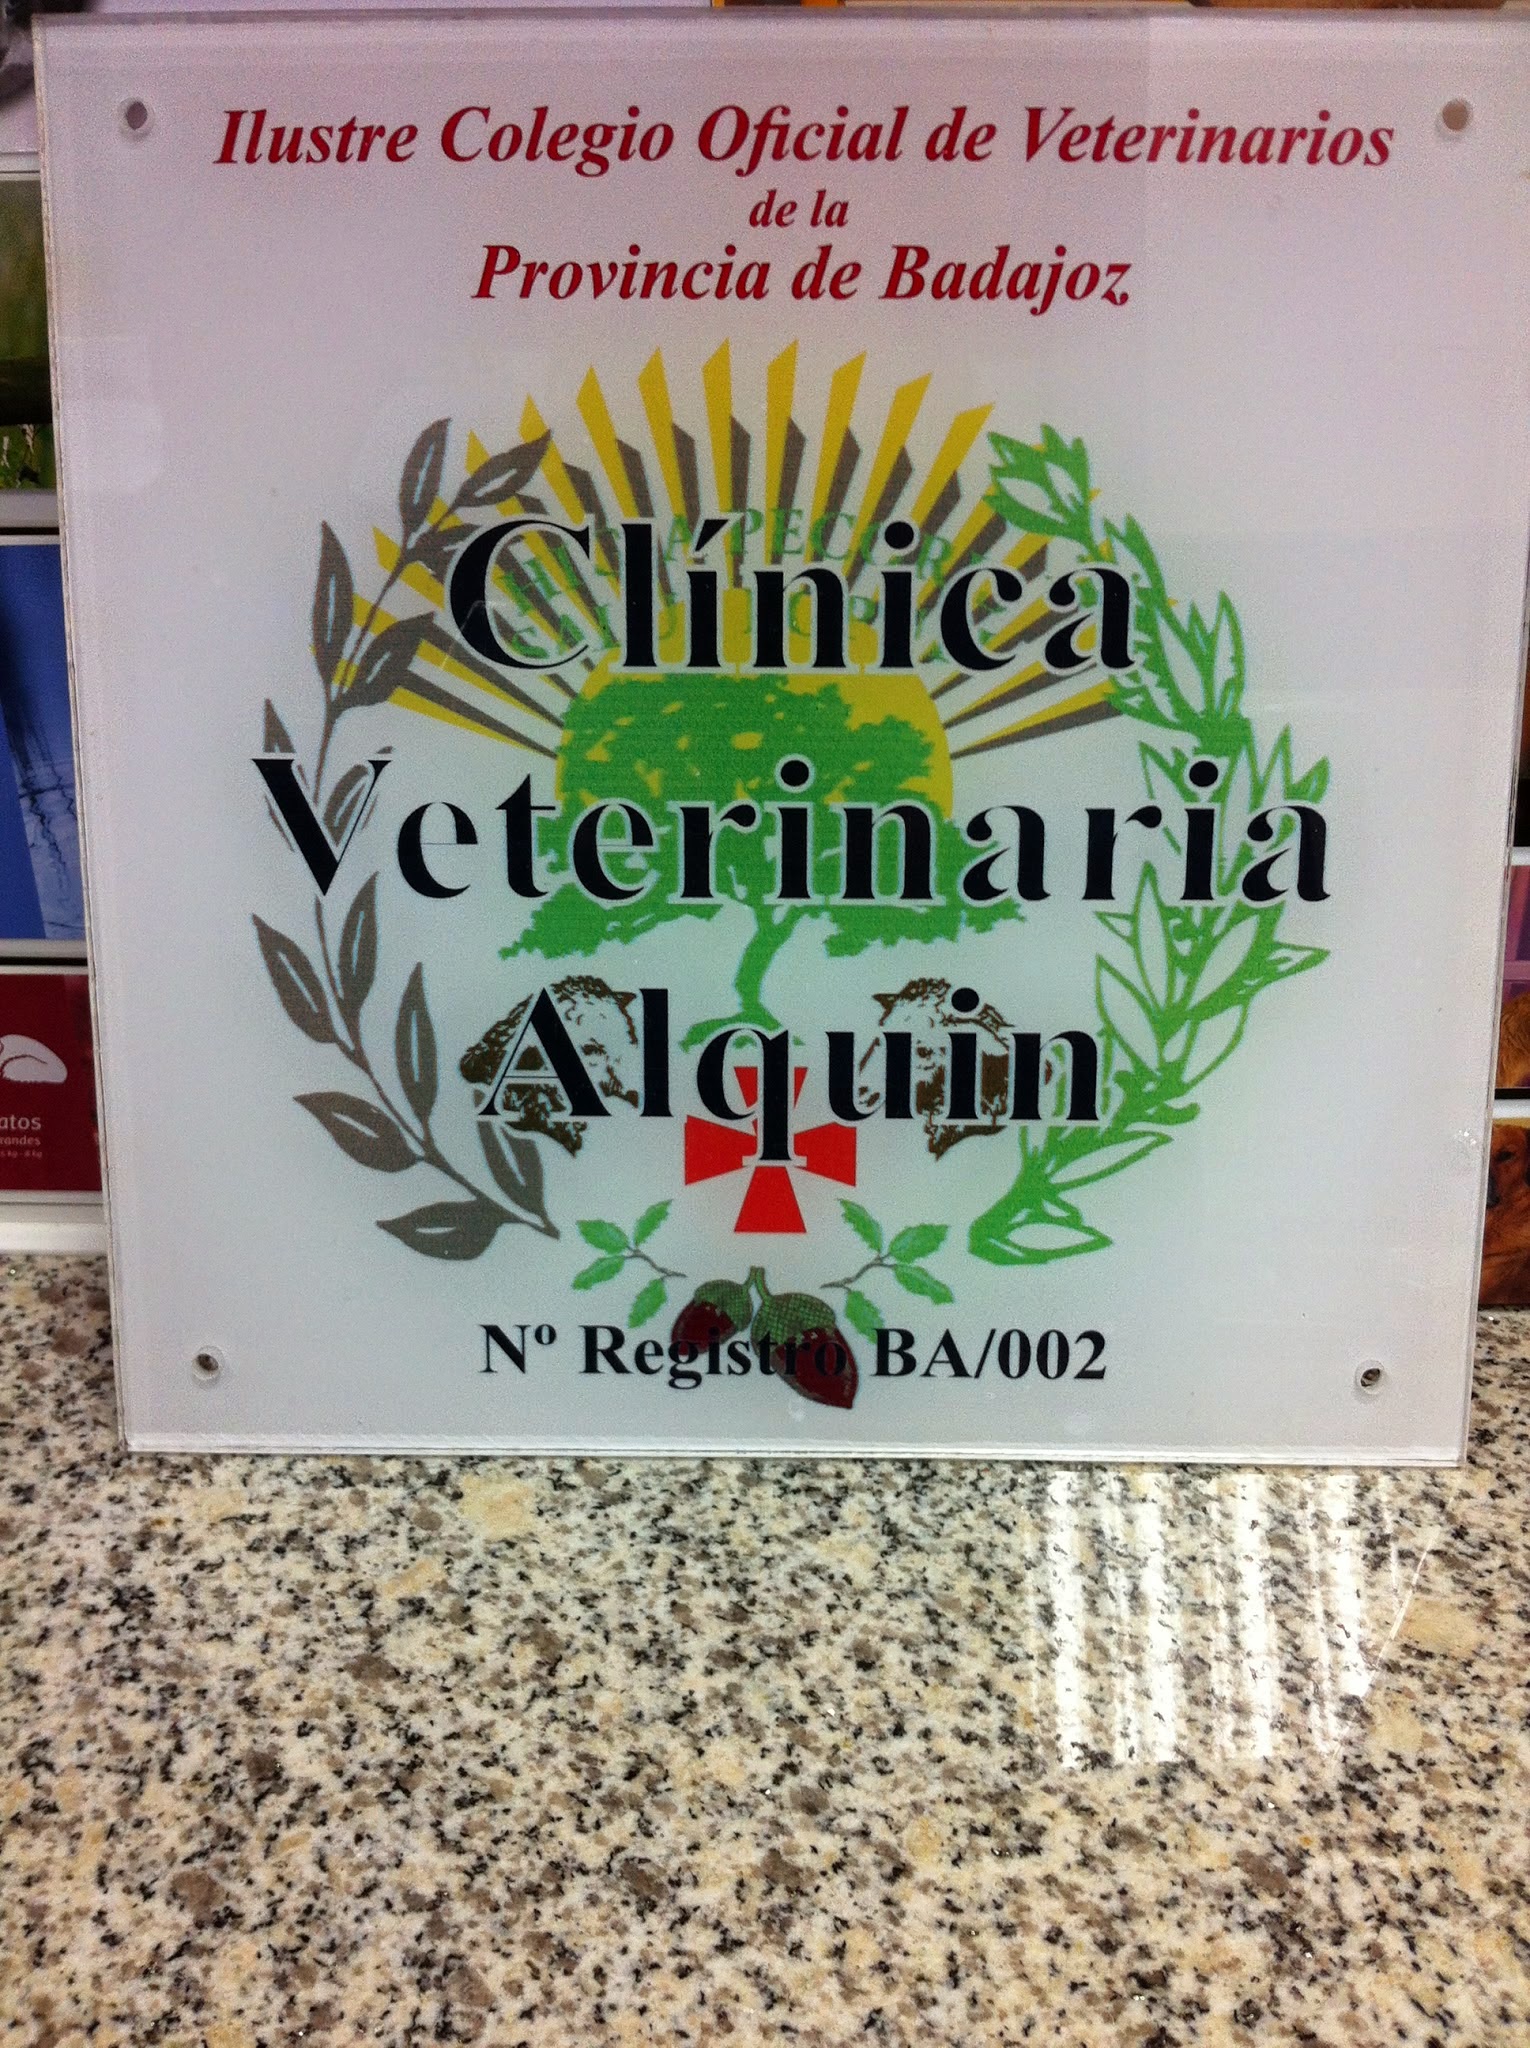 Ilustre Colegio Oficial de Veterinarios
de la
Provincia de Badajoz
Clínica
Veterinaria
Alquin
Nº Registro BA/002